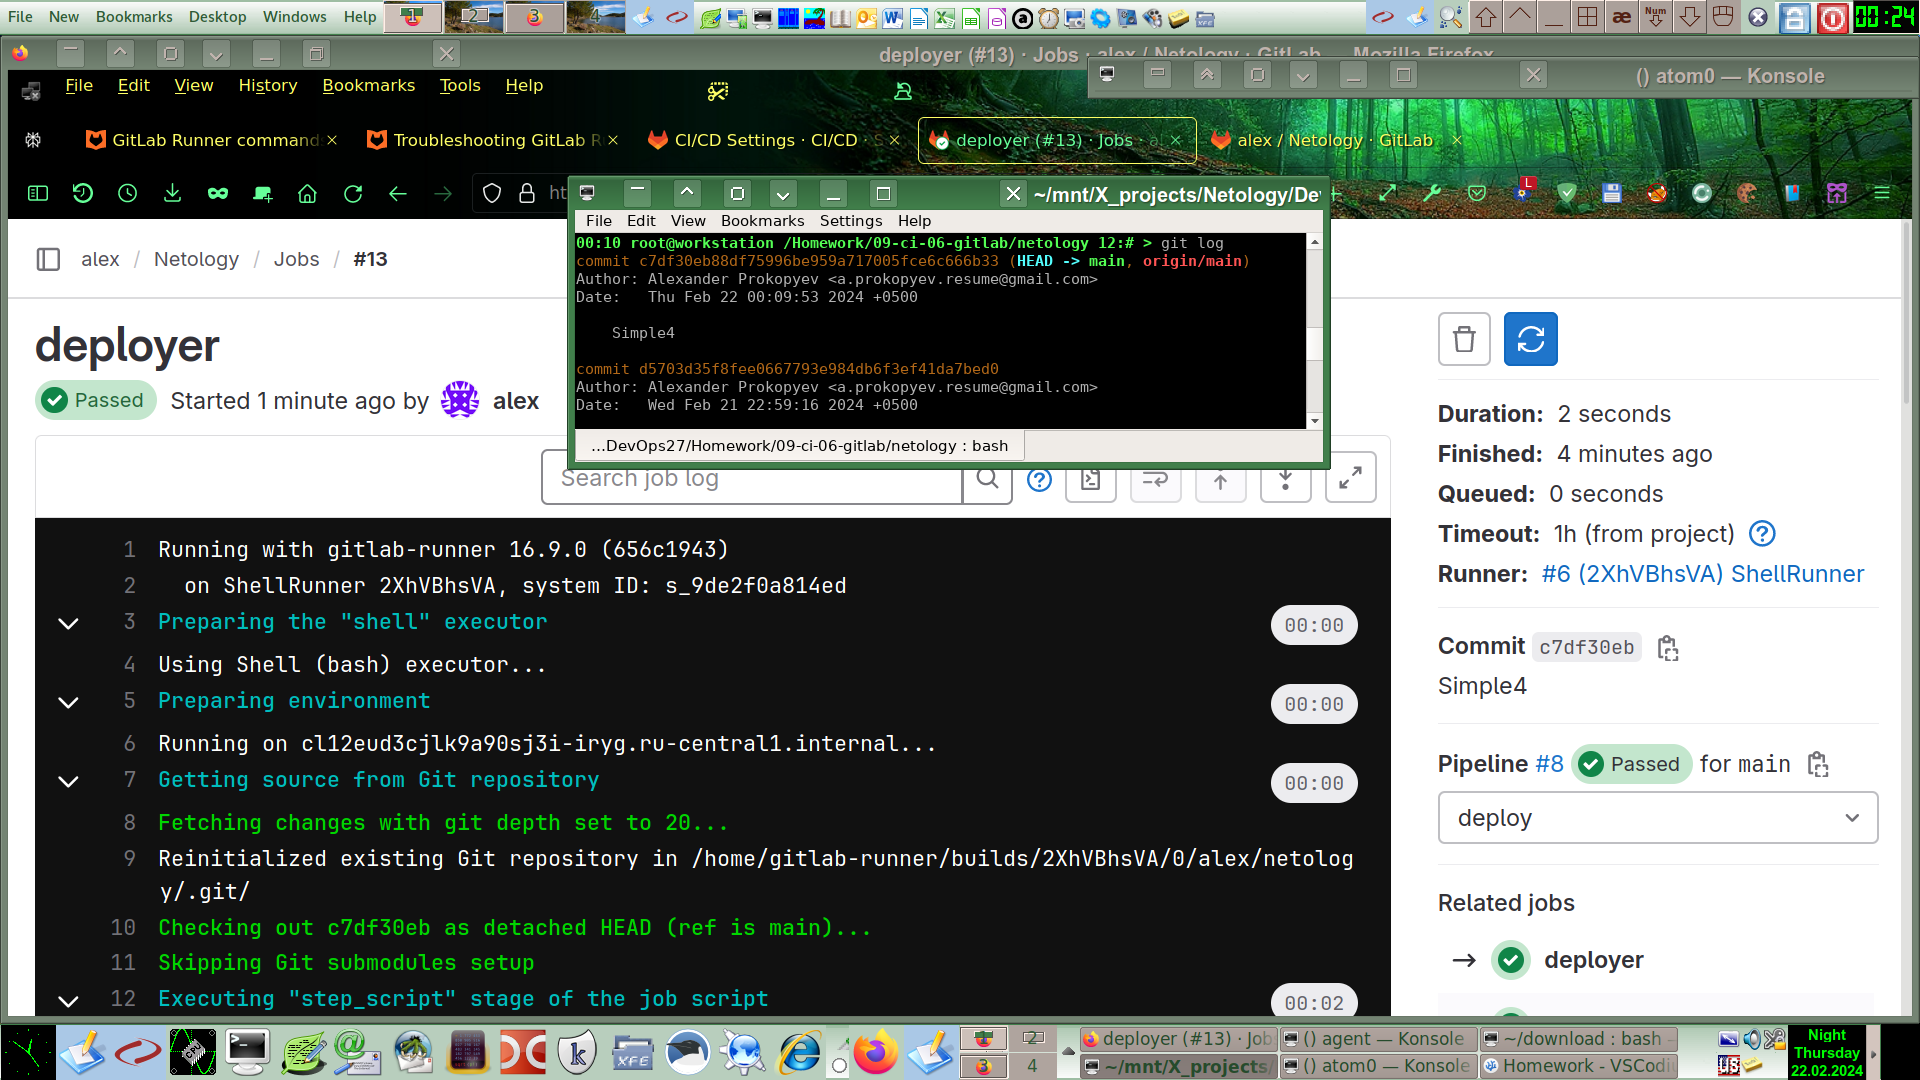 File New Bookmarks Desktop Windows Help 1 2 3 4 æ Num 00:24
deployer (#13) · Jobs · alex / Netology · GitLab — Mozilla Firefox
() atom0 — Konsole
File Edit View History Bookmarks Tools Help
GitLab Runner command
Troubleshooting GitLab R
CI/CD Settings · CI/CD · S
deployer (#13) · Jobs · a
alex / Netology · GitLab
ht
~/mnt/X_projects/Netology/De
File Edit View Bookmarks Settings Help
00:10 root@workstation /Homework/09-ci-06-gitlab/netology 12:# > git log
commit c7df30eb88df75996be959a717005fce6c666b33 (HEAD -> main, origin/main)
Author: Alexander Prokopyev <a.prokopyev.resume@gmail.com>
Date:   Thu Feb 22 00:09:53 2024 +0500
Simple4
commit d5703d35f8fee0667793e984db6f3ef41da7bed0
Author: Alexander Prokopyev <a.prokopyev.resume@gmail.com>
Date:   Wed Feb 21 22:59:16 2024 +0500
...DevOps27/Homework/09-ci-06-gitlab/netology : bash
alex / Netology / Jobs / #13
deployer
Passed Started 1 minute ago by alex
Search job log
1 Running with gitlab-runner 16.9.0 (656c1943)
2 on ShellRunner 2XhVBhsVA, system ID: s_9de2f0a814ed
3 Preparing the "shell" executor 00:00
4 Using Shell (bash) executor...
5 Preparing environment 00:00
6 Running on cl12eud3cjlk9a90sj3i-iryg.ru-central1.internal...
7 Getting source from Git repository 00:00
8 Fetching changes with git depth set to 20...
9 Reinitialized existing Git repository in /home/gitlab-runner/builds/2XhVBhsVA/0/alex/netolog
y/.git/
10 Checking out c7df30eb as detached HEAD (ref is main)...
11 Skipping Git submodules setup
12 Executing "step_script" stage of the job script 00:02
Duration: 2 seconds
Finished: 4 minutes ago
Queued: 0 seconds
Timeout: 1h (from project)
Runner: #6 (2XhVBhsVA) ShellRunner
Commit c7df30eb
Simple4
Pipeline #8 Passed for main
deploy
Related jobs
deployer
1 2 3 4
deployer (#13) · Job
() agent — Konsole
~/download : bash —
~/mnt/X_projects/
() atom0 — Konsole
Homework - VSCodi
US
Night
Thursday
22.02.2024